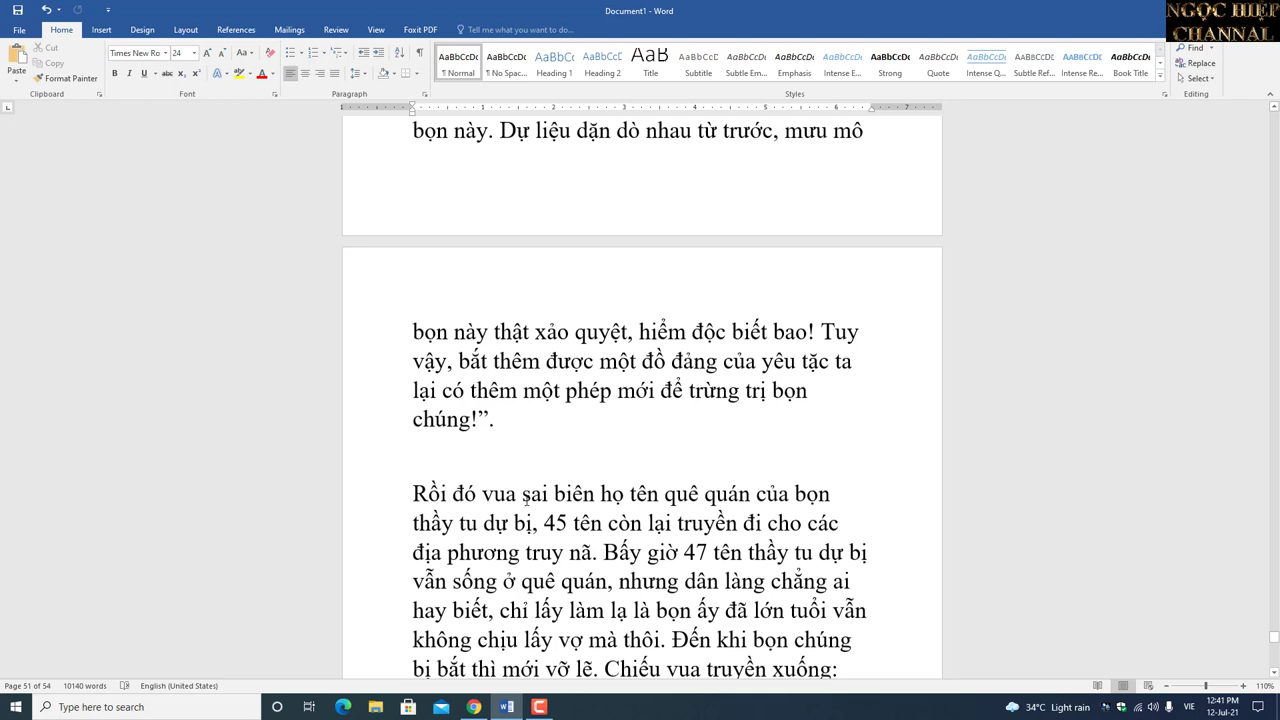 Document1 - Word
NGỌC HIỆP
CHANNAL
File Home Insert Design Layout References Mailings Review View Foxit PDF Tell me what you want to do...
Paste Cut Copy Format Painter
Times New Ro 24
AaBbCcDc ¶ Normal
AaBbCcDc ¶ No Spac...
AaBbCc Heading 1
AaBbCcE Heading 2
AaB Title
AaBbCcD Subtitle
AaBbCcDc Subtle Em...
AaBbCcDc Emphasis
AaBbCcDc Intense E...
AaBbCcDc Strong
AaBbCcDc Quote
AaBbCcDc Intense Q...
AaBbCcDc Subtle Ref...
AaBbCcDc Intense Re...
AaBbCcDc Book Title
Find
Replace
Select
Clipboard Font Paragraph Styles Editing
1 1 2 3 4 5 6 7
bọn này. Dự liệu dặn dò nhau từ trước, mưu mô
bọn này thật xảo quyệt, hiểm độc biết bao! Tuy
vậy, bắt thêm được một đồ đảng của yêu tặc ta
lại có thêm một phép mới để trừng trị bọn
chúng!”.
Rồi đó vua sai biên họ tên quê quán của bọn
thầy tu dự bị, 45 tên còn lại truyền đi cho các
địa phương truy nã. Bấy giờ 47 tên thầy tu dự bị
vẫn sống ở quê quán, nhưng dân làng chẳng ai
hay biết, chỉ lấy làm lạ là bọn ấy đã lớn tuổi vẫn
không chịu lấy vợ mà thôi. Đến khi bọn chúng
bị bắt thì mới vỡ lẽ. Chiếu vua truyền xuống:
Page 51 of 54 10140 words English (United States) 110%
Type here to search
34°C Light rain VIE 12:41 PM
12-Jul-21